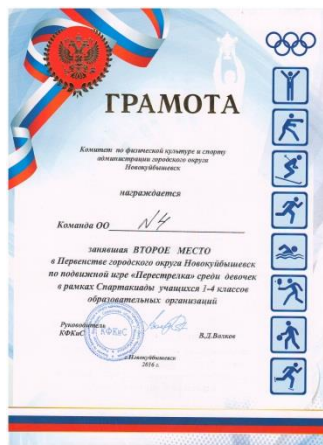 ГРАМОТА
Комитет по физической культуре и спорту
администрации городского округа
Новокуйбышевск
награждается
Команда ОО N4
занявшая ВТОРОЕ МЕСТО
в Первенстве городского округа Новокуйбышевск
по подвижной игре «Перестрелка» среди девочек
в рамках Спартакиады учащихся 1-4 классов
образовательных организаций
Руководитель
КФКиС В.Д.Волков
КФКиС
г.Новокуйбышевск
2016 г.